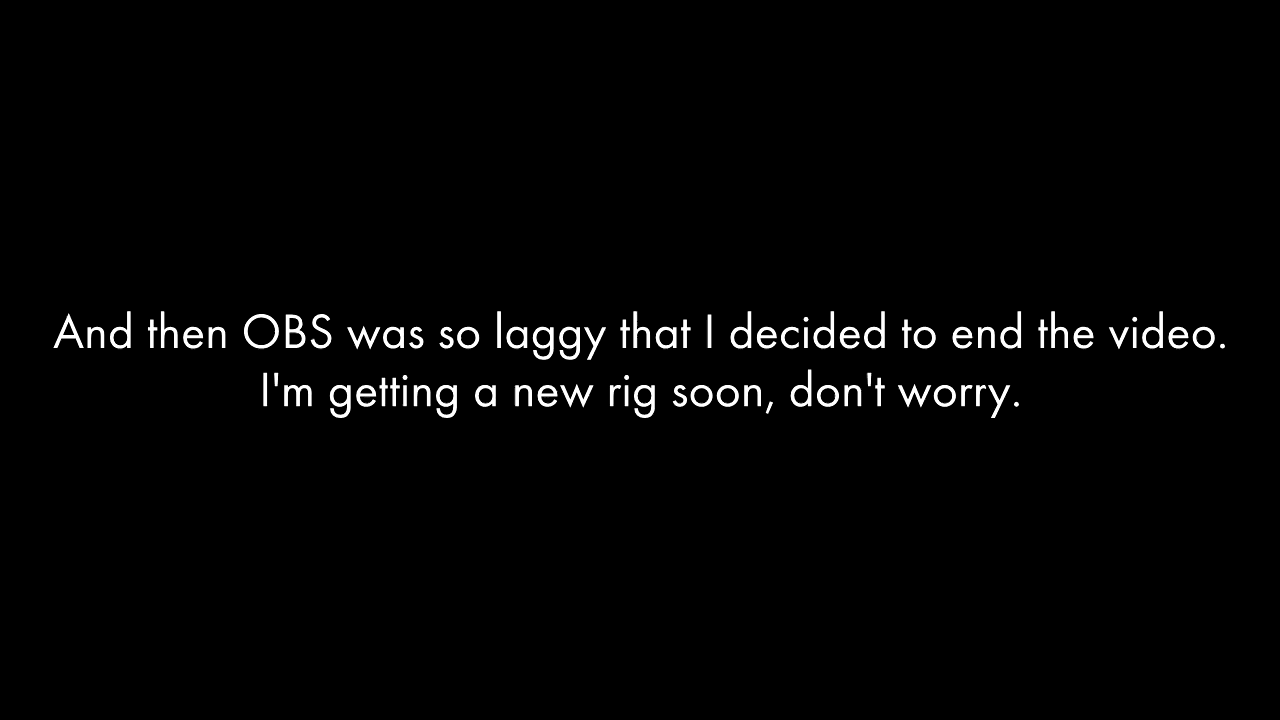 And then OBS was so laggy that I decided to end the video.
I'm getting a new rig soon, don't worry.